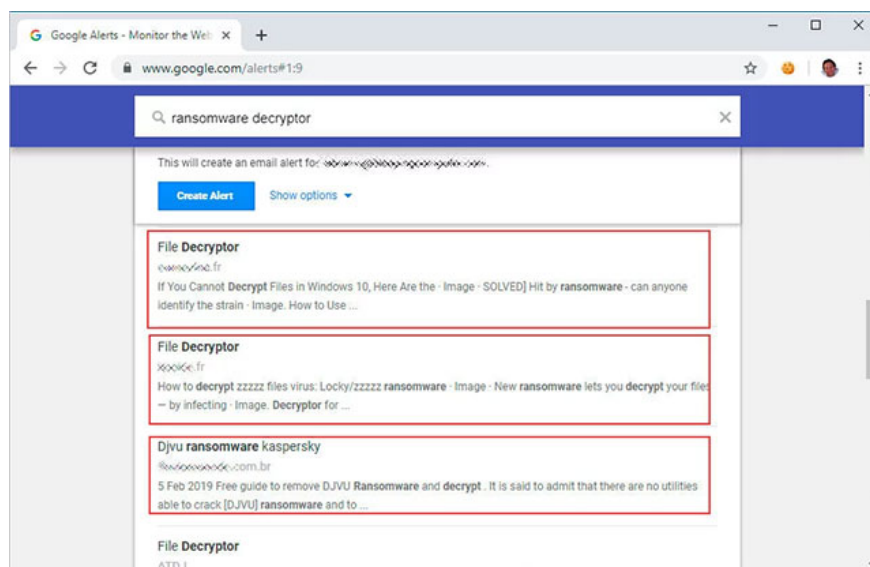 Google Alerts - Monitor the Web
www.google.com/alerts#1:9
ransomware decryptor
This will create an email alert for
Create Alert
Show options
File Decryptor
.fr
If You Cannot Decrypt Files in Windows 10, Here Are the · Image · SOLVED] Hit by ransomware - can anyone
identify the strain · Image. How to Use ...
File Decryptor
.fr
How to decrypt zzzzz files virus: Locky/zzzzz ransomware · Image · New ransomware lets you decrypt your files
— by infecting · Image. Decryptor for ...
Djvu ransomware kaspersky
.com.br
5 Feb 2019 Free guide to remove DJVU Ransomware and decrypt . It is said to admit that there are no utilities
able to crack [DJVU] ransomware and to ...
File Decryptor